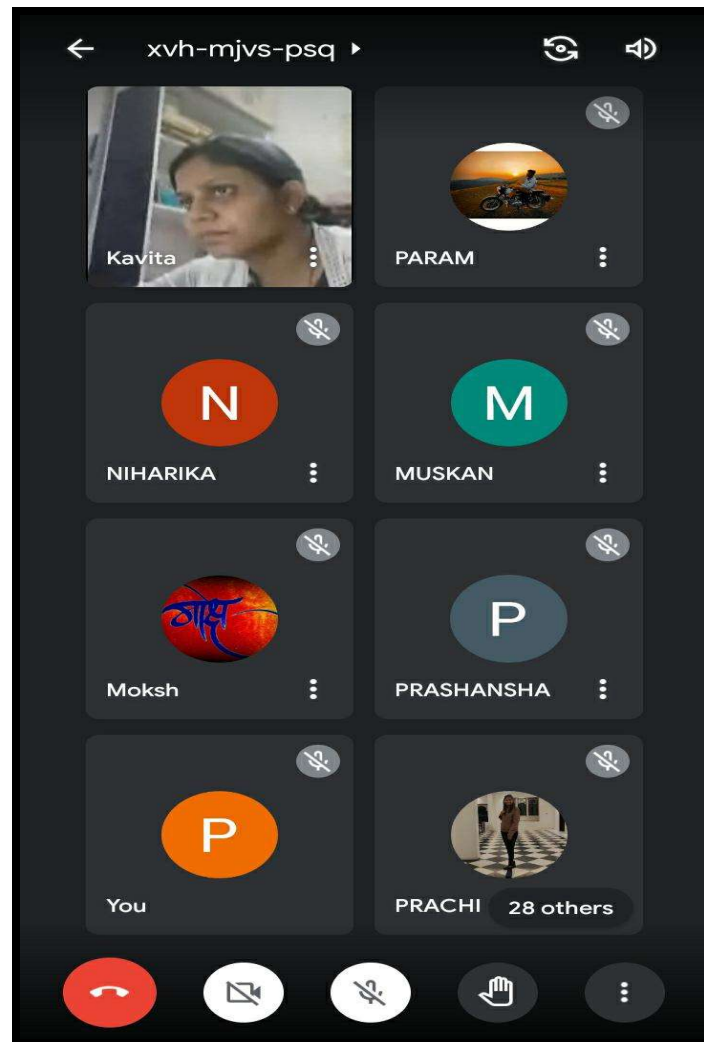 xvh-mjvs-psq
Kavita
PARAM
N
NIHARIKA
M
MUSKAN
मोक्ष
Moksh
P
PRASHANSHA
P
You
PRACHI
28 others